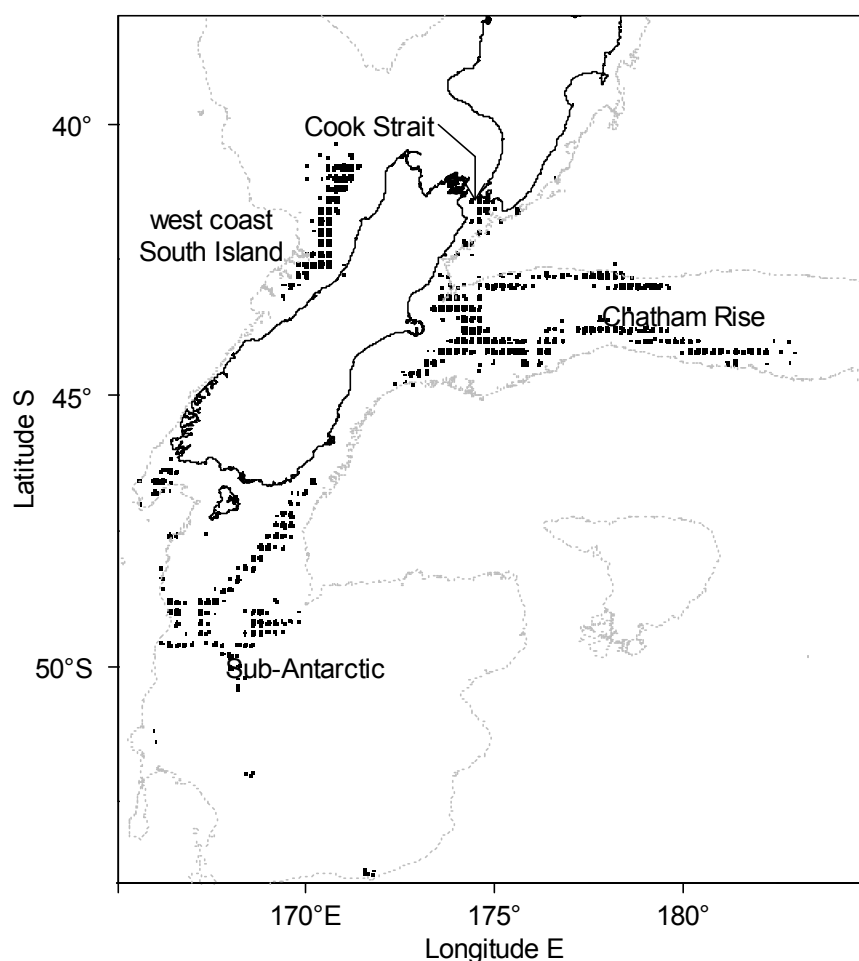 40°
Cook Strait
west coast
South Island
Chatham Rise
45°
Latitude S
50°S
Sub-Antarctic
170°E
175°
180°
Longitude E